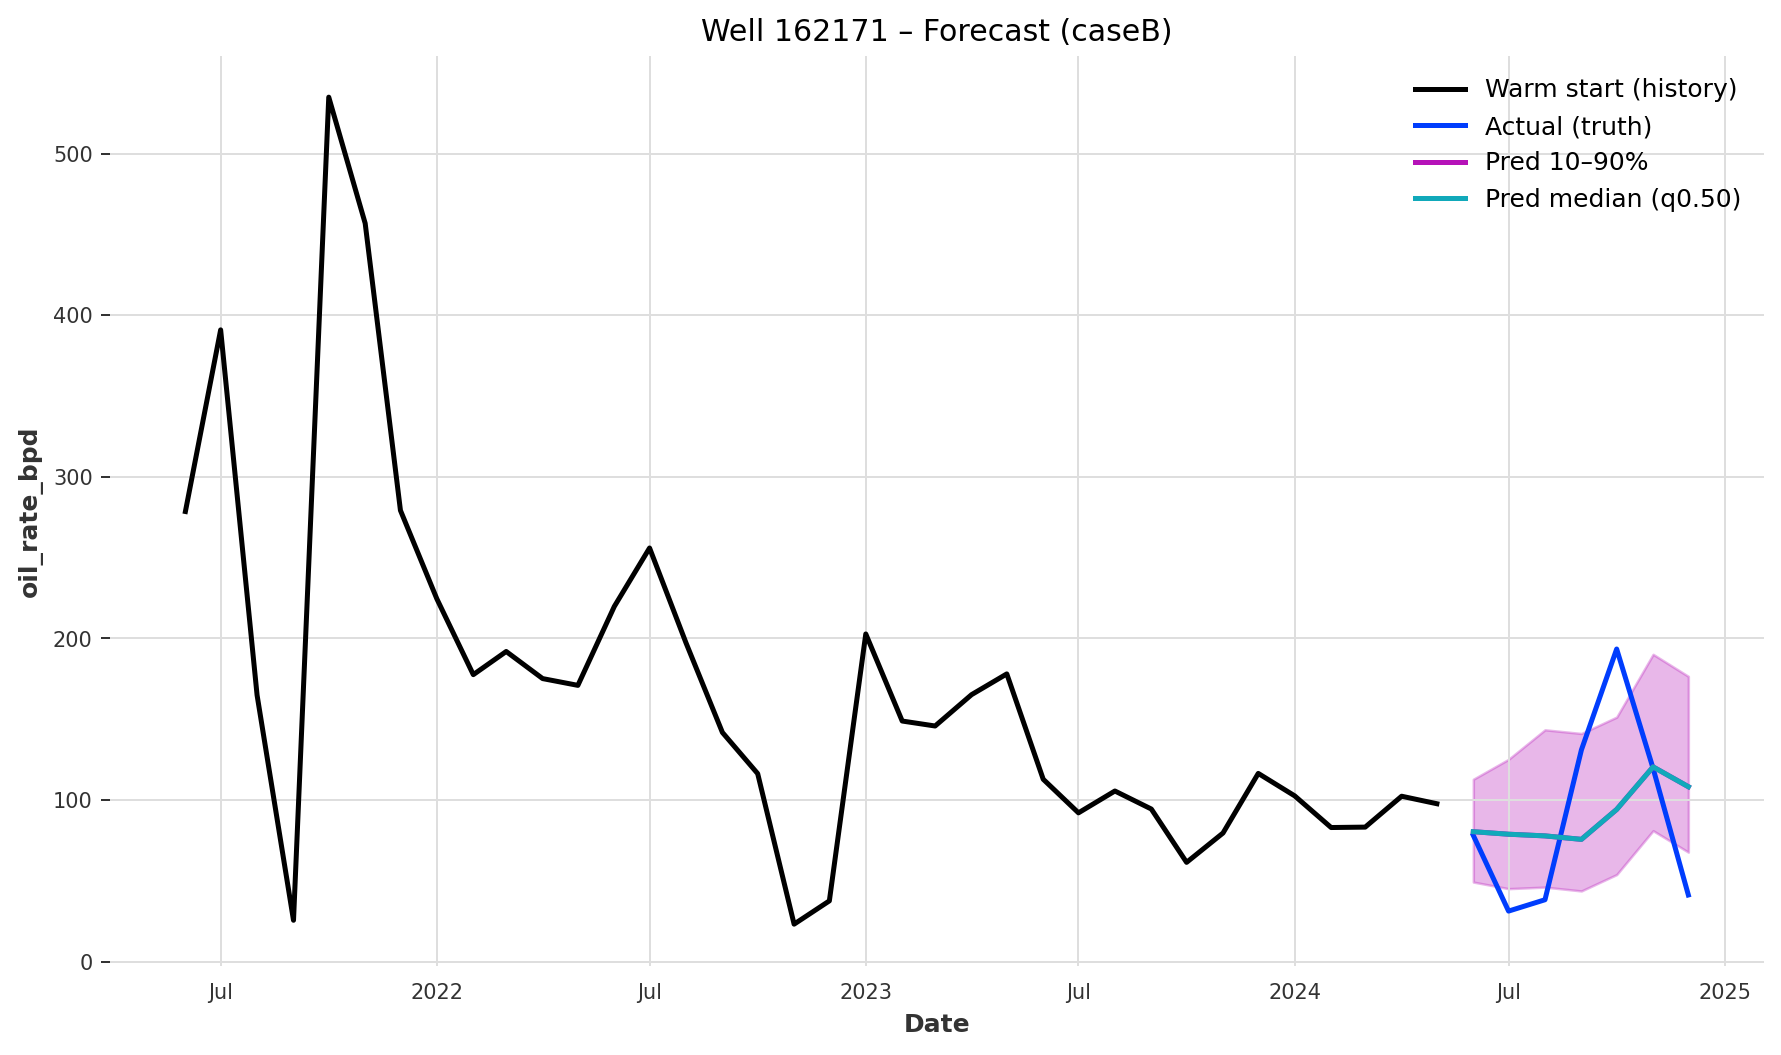 Well 162171 – Forecast (caseB)
Warm start (history)
Actual (truth)
Pred 10–90%
Pred median (q0.50)
oil_rate_bpd
500
400
300
200
100
0
Jul
2022
Jul
2023
Jul
2024
Jul
2025
Date